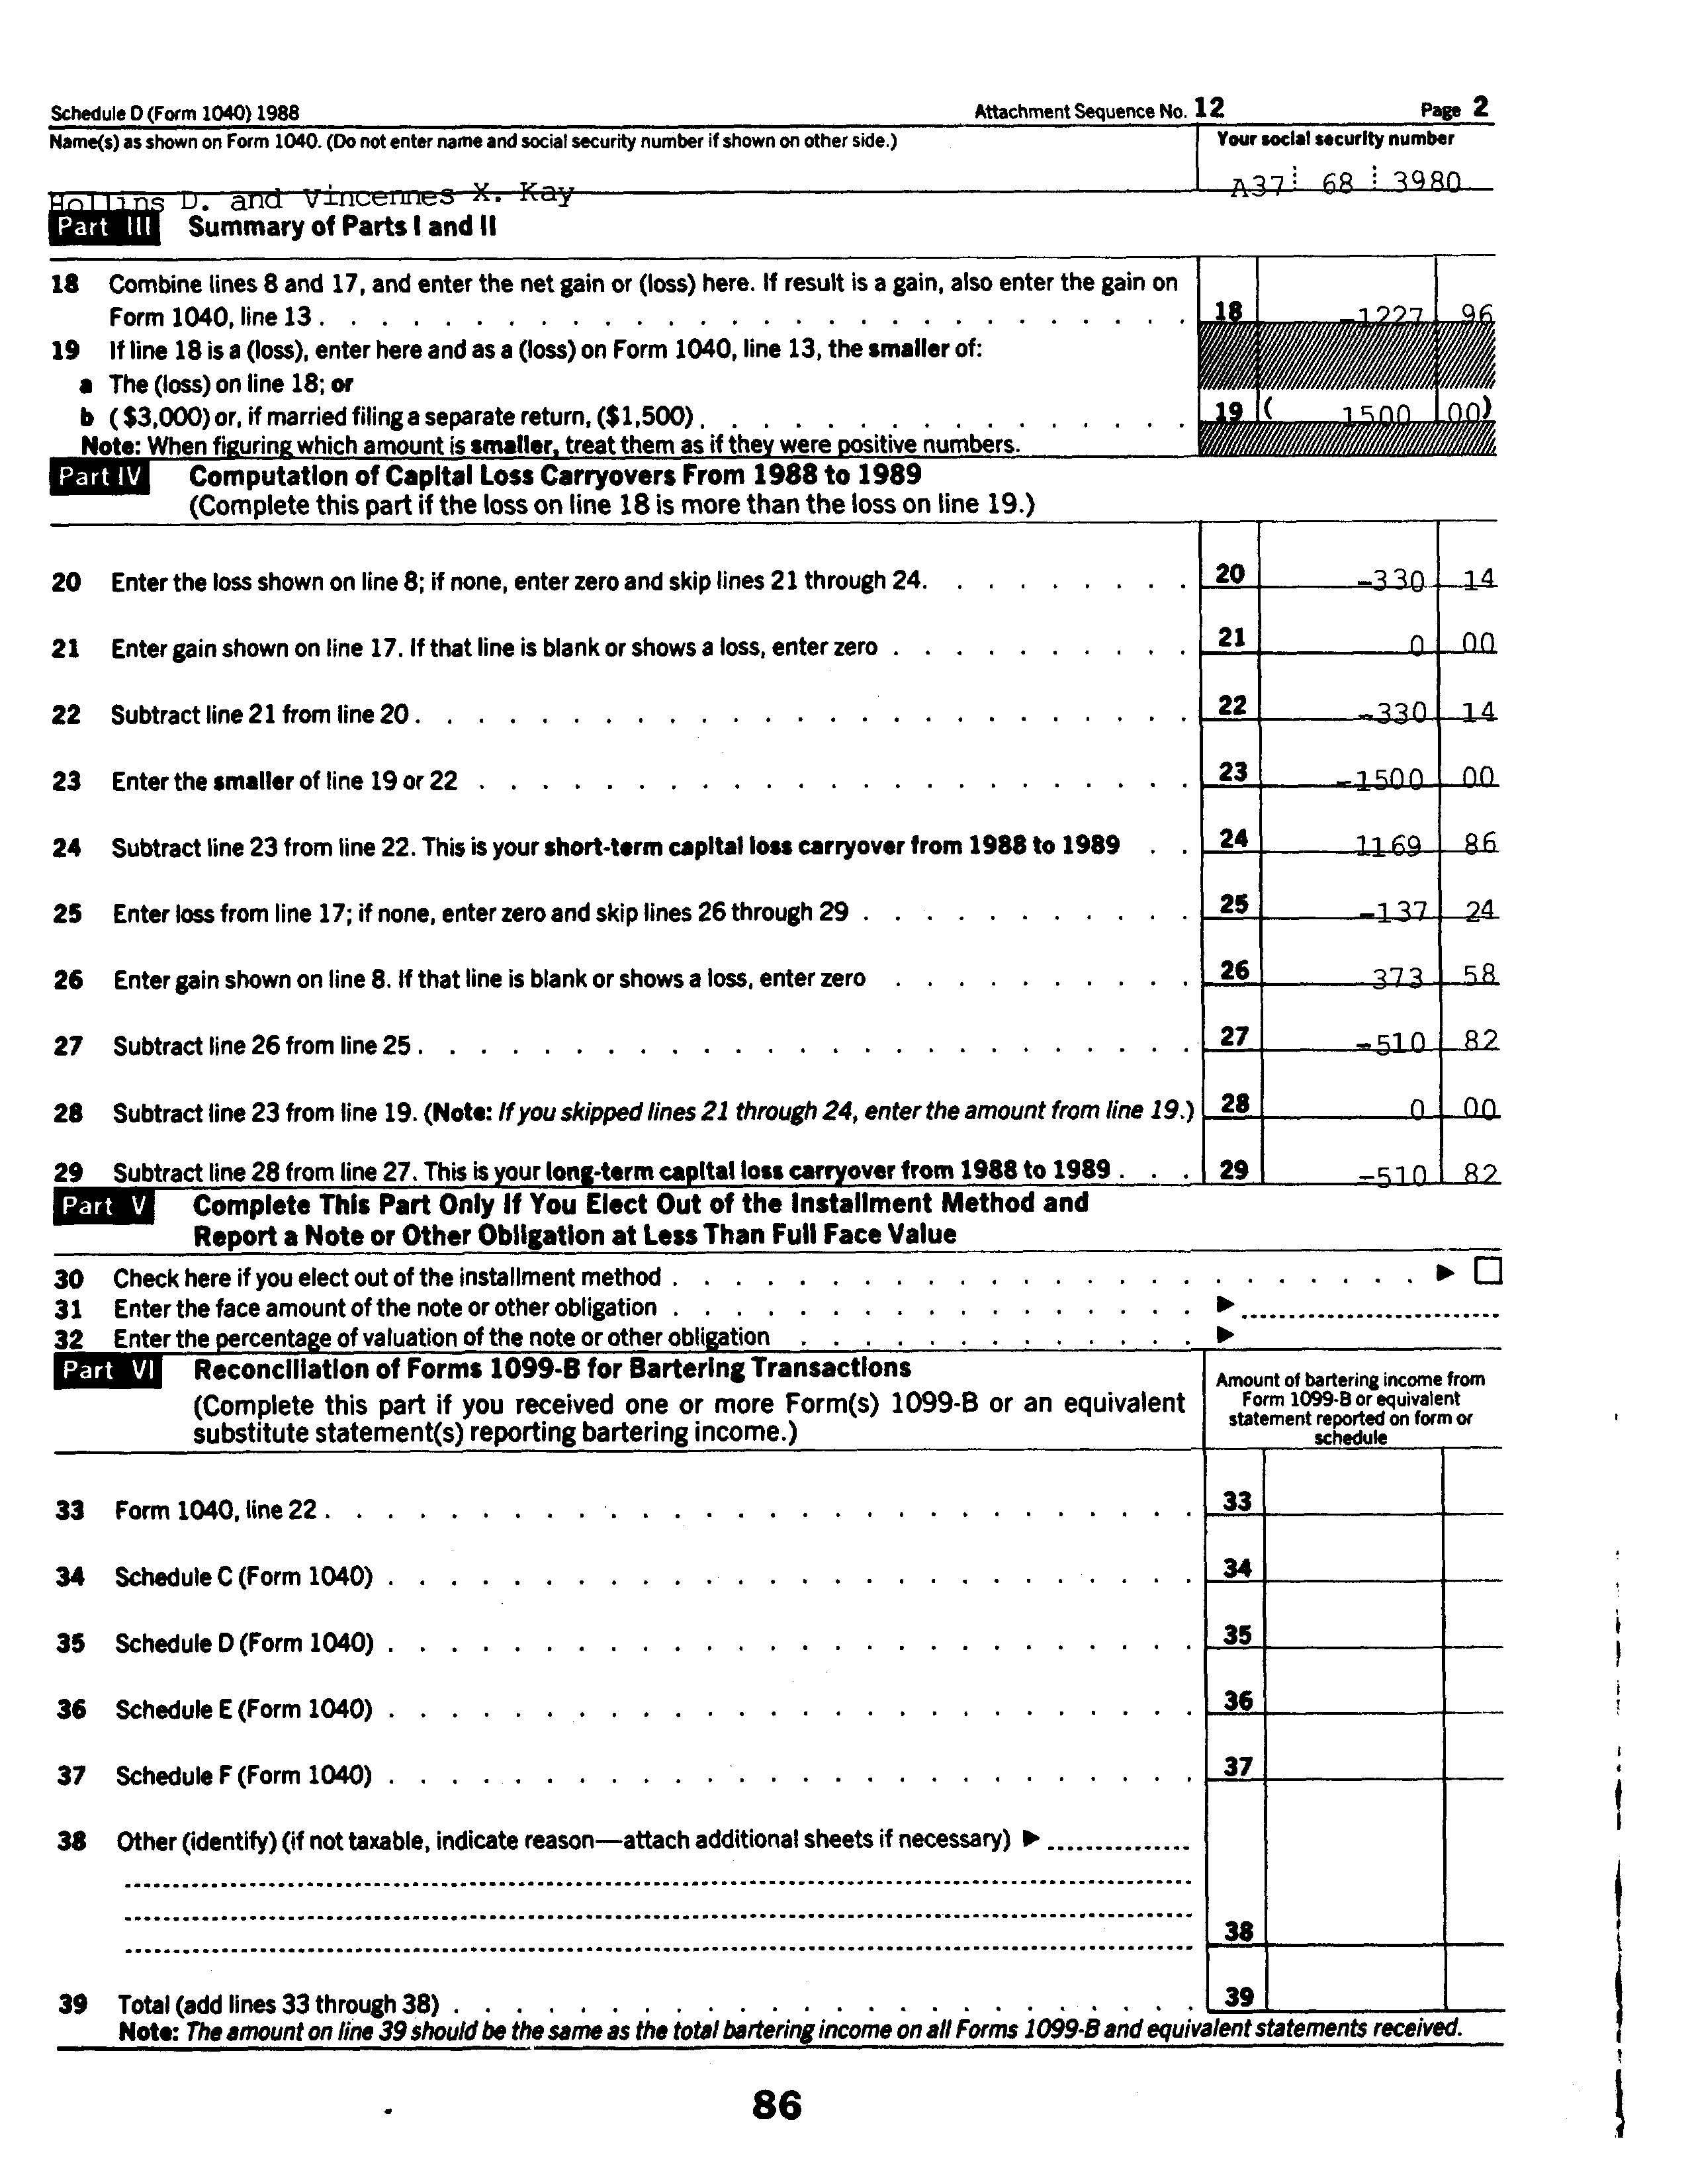 Schedule D (Form 1040) 1988 Attachment Sequence No. 12 Page 2
Name(s) as shown on Form 1040. (Do not enter name and social security number if shown on other side.) Your social security number
Hollins D. and Vincennes X. Kay A37 68 3980
Part III Summary of Parts I and II
18 Combine lines 8 and 17, and enter the net gain or (loss) here. If result is a gain, also enter the gain on
Form 1040, line 13 . 18 -1227 96
19 If line 18 is a (loss), enter here and as a (loss) on Form 1040, line 13, the smaller of:
a The (loss) on line 18; or
b ($3,000) or, if married filing a separate return, ($1,500) . 19 ( 1500 00)
Note: When figuring which amount is smaller, treat them as if they were positive numbers.
Part IV Computation of Capital Loss Carryovers From 1988 to 1989
(Complete this part if the loss on line 18 is more than the loss on line 19.)
20 Enter the loss shown on line 8; if none, enter zero and skip lines 21 through 24. 20 -330 14
21 Enter gain shown on line 17. If that line is blank or shows a loss, enter zero . 21 0 00
22 Subtract line 21 from line 20 . 22 -330 14
23 Enter the smaller of line 19 or 22 . 23 -1500 00
24 Subtract line 23 from line 22. This is your short-term capital loss carryover from 1988 to 1989 . 24 1169 86
25 Enter loss from line 17; if none, enter zero and skip lines 26 through 29 . 25 -137 24
26 Enter gain shown on line 8. If that line is blank or shows a loss, enter zero . 26 373 58
27 Subtract line 26 from line 25 . 27 -510 82
28 Subtract line 23 from line 19. (Note: If you skipped lines 21 through 24, enter the amount from line 19.) 28 0 00
29 Subtract line 28 from line 27. This is your long-term capital loss carryover from 1988 to 1989 . 29 -510 82
Part V Complete This Part Only If You Elect Out of the Installment Method and
Report a Note or Other Obligation at Less Than Full Face Value
30 Check here if you elect out of the installment method . ▶ □
31 Enter the face amount of the note or other obligation . ▶
32 Enter the percentage of valuation of the note or other obligation . ▶
Part VI Reconciliation of Forms 1099-B for Bartering Transactions
(Complete this part if you received one or more Form(s) 1099-B or an equivalent
substitute statement(s) reporting bartering income.)
Amount of bartering income from
Form 1099-B or equivalent
statement reported on form or
schedule
33 Form 1040, line 22 . 33
34 Schedule C (Form 1040) . 34
35 Schedule D (Form 1040) . 35
36 Schedule E (Form 1040) . 36
37 Schedule F (Form 1040) . 37
38 Other (identify) (if not taxable, indicate reason—attach additional sheets if necessary) ▶
38
39 Total (add lines 33 through 38) . 39
Note: The amount on line 39 should be the same as the total bartering income on all Forms 1099-B and equivalent statements received.
86